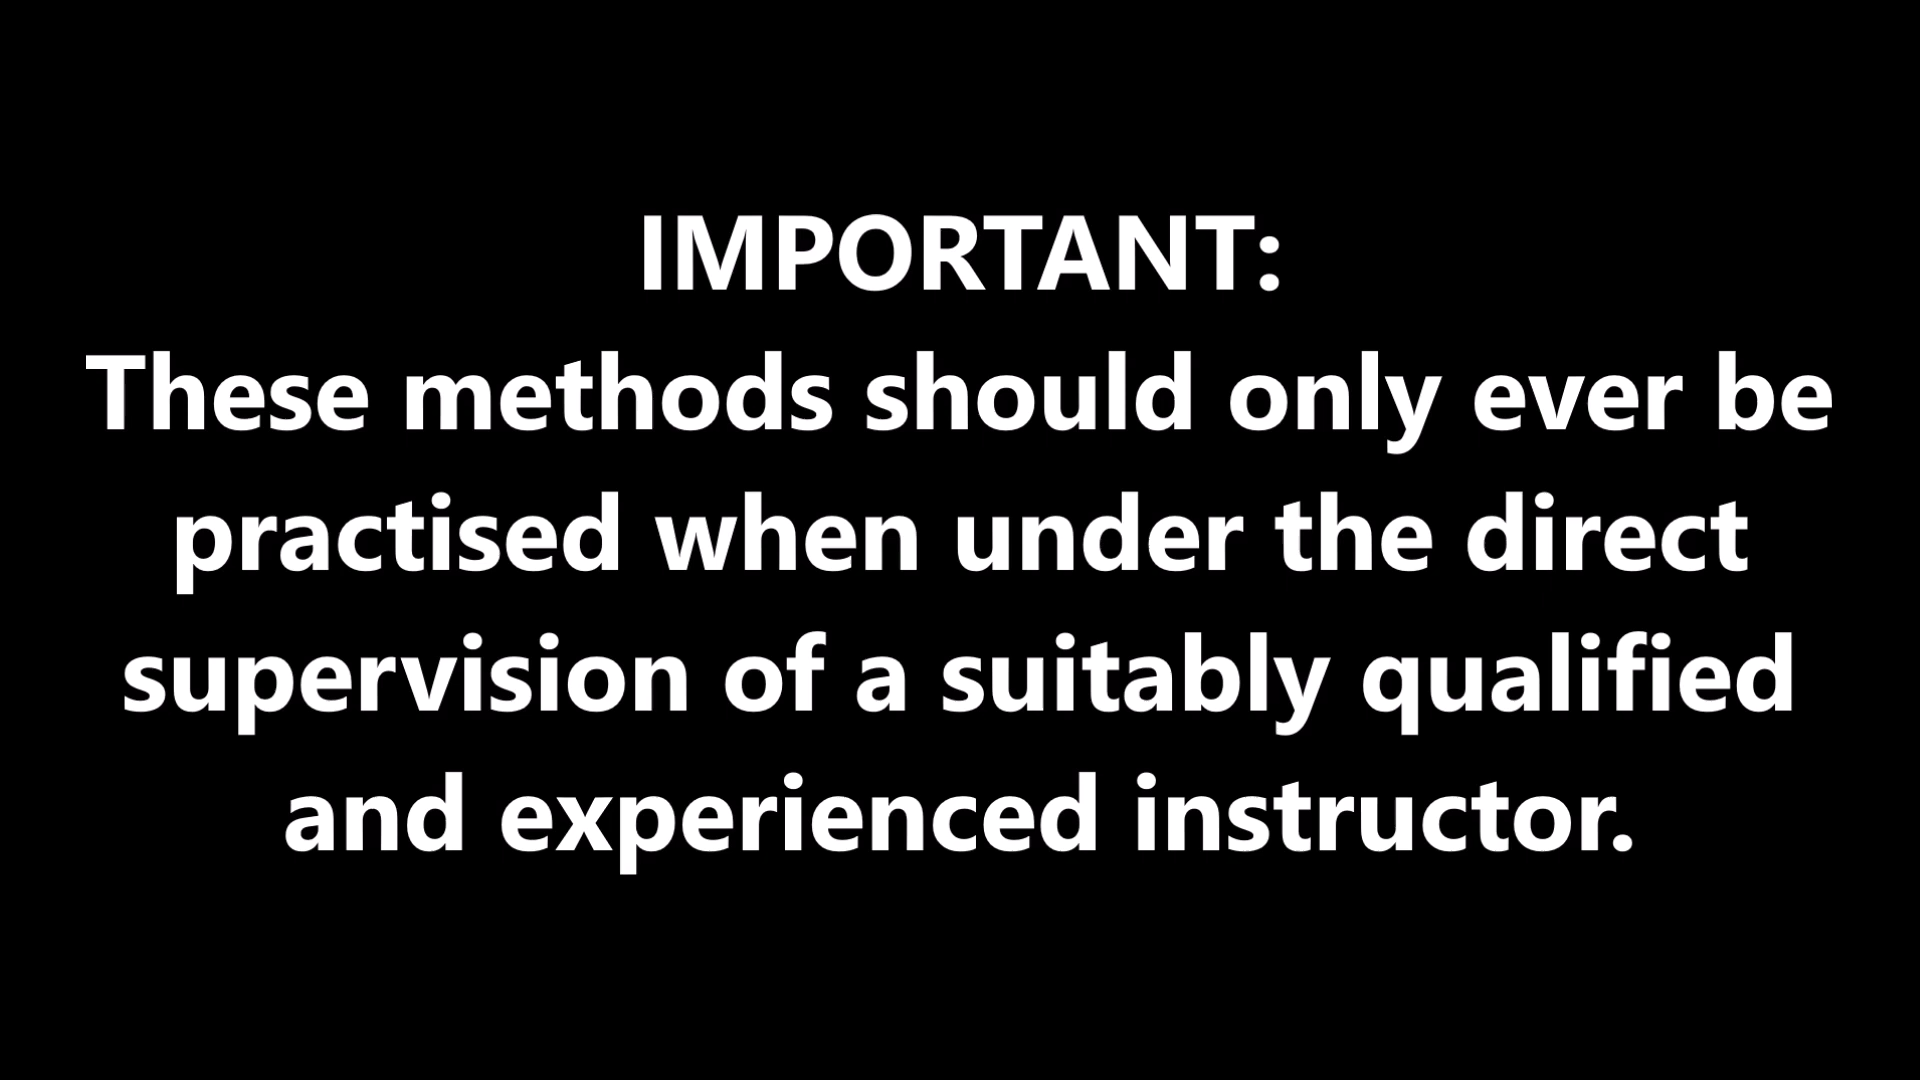 IMPORTANT:
These methods should only ever be
practised when under the direct
supervision of a suitably qualified
and experienced instructor.